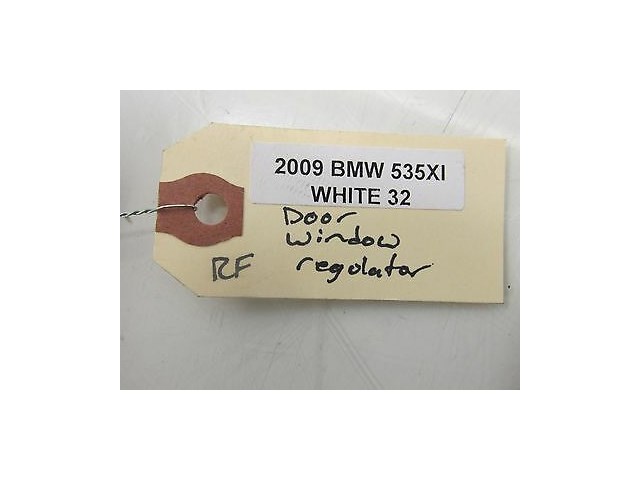 2009 BMW 535XI
WHITE 32
Door
window
regulator
RF